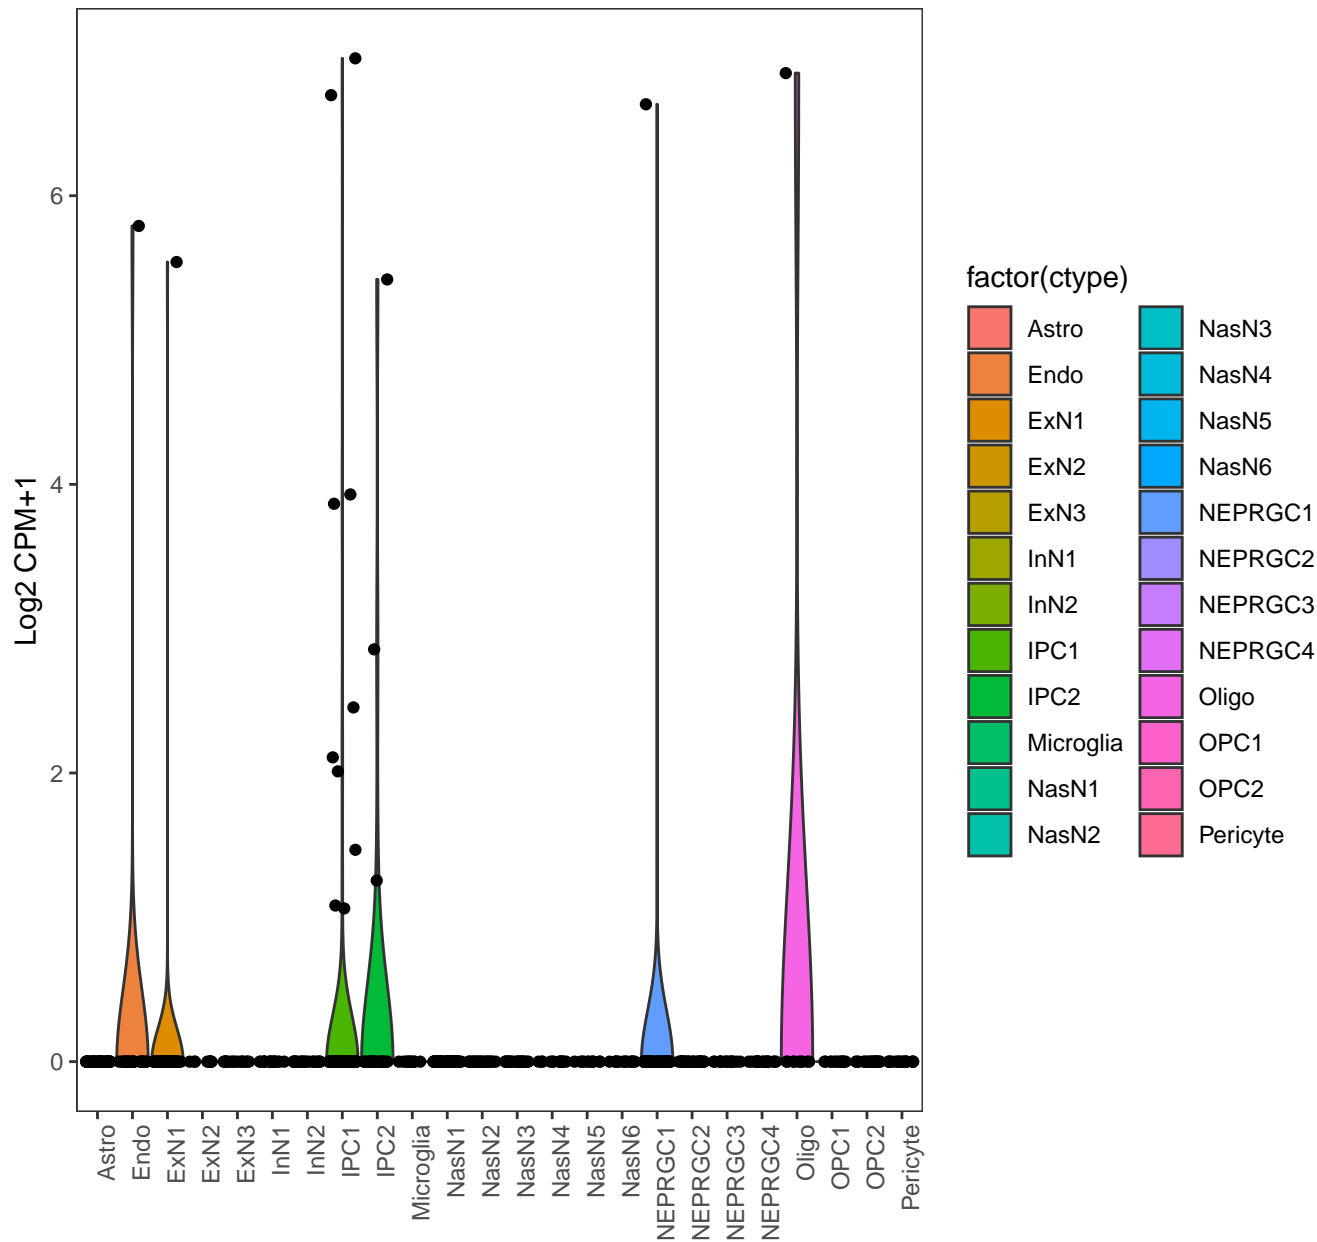 Log2 CPM+1
6
4
2
0
Astro
Endo
ExN1
ExN2
ExN3
InN1
InN2
IPC1
IPC2
Microglia
NasN1
NasN2
NasN3
NasN4
NasN5
NasN6
NEPRGC1
NEPRGC2
NEPRGC3
NEPRGC4
Oligo
OPC1
OPC2
Pericyte
factor(ctype)
Astro
Endo
ExN1
ExN2
ExN3
InN1
InN2
IPC1
IPC2
Microglia
NasN1
NasN2
NasN3
NasN4
NasN5
NasN6
NEPRGC1
NEPRGC2
NEPRGC3
NEPRGC4
Oligo
OPC1
OPC2
Pericyte